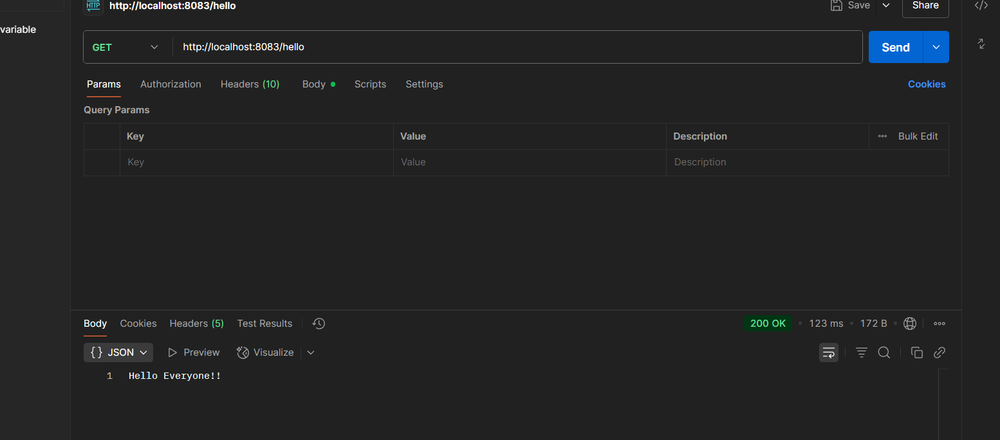 HTTP http://localhost:8083/hello Save Share </>
variable
GET http://localhost:8083/hello Send
Params Authorization Headers (10) Body Scripts Settings Cookies
Query Params
Key Value Description Bulk Edit
Key Value Description
Body Cookies Headers (5) Test Results 200 OK 123 ms 172 B
{} JSON Preview Visualize
1 Hello Everyone!!